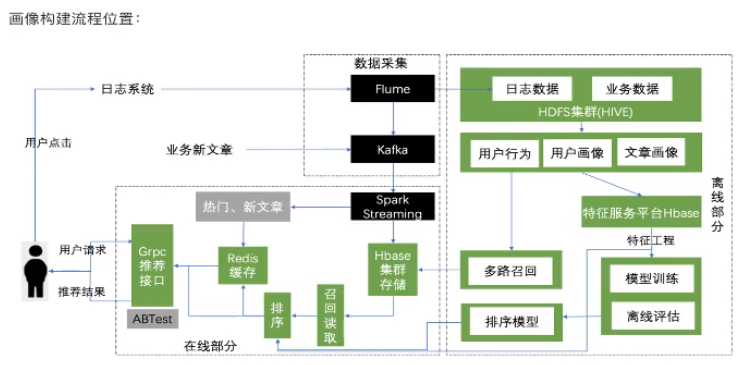 画像构建流程位置：
数据采集
日志系统
Flume
日志数据
业务数据
HDFS集群(HIVE)
用户点击
业务新文章
Kafka
用户行为
用户画像
文章画像
离线部分
热门、新文章
Spark
Streaming
特征服务平台Hbase
特征工程
用户请求
Grpc
推荐
接口
Redis
缓存
Hbase
集群
存储
多路召回
模型训练
推荐结果
排序
召回读取
排序模型
离线评估
ABTest
在线部分